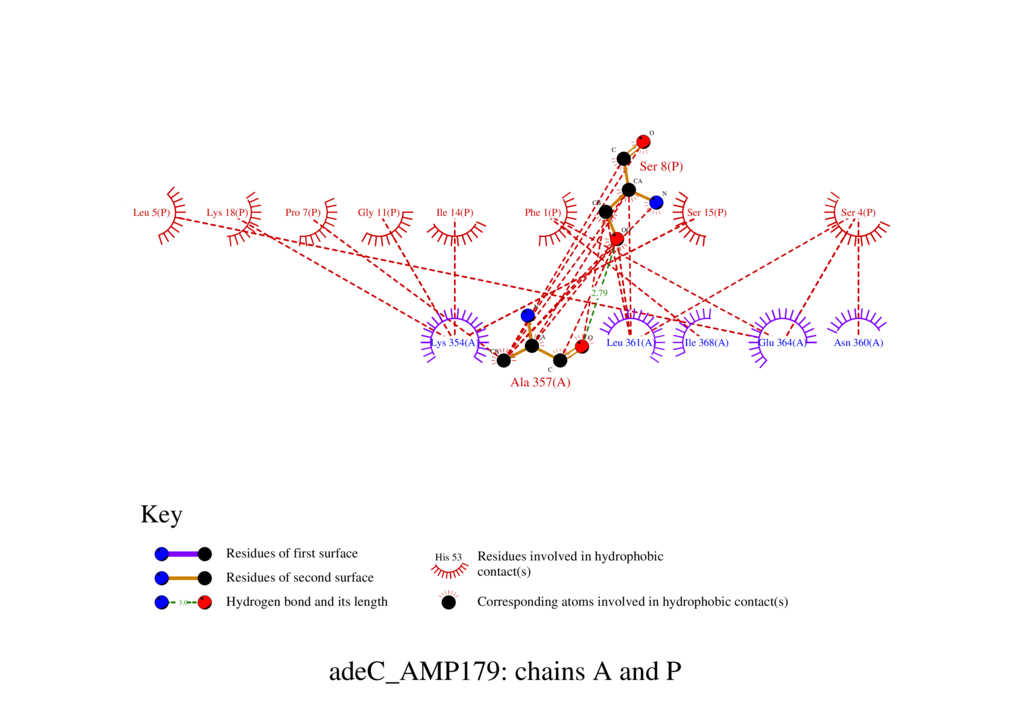 O
C
Ser 8(P)
CA
N
CB
Leu 5(P) Lys 18(P) Pro 7(P) Gly 11(P) Ile 14(P) Phe 1(P) Ser 15(P) Ser 4(P)
2.79
Lys 354(A) Leu 361(A) Ile 368(A) Glu 364(A) Asn 360(A)
O
C
Ala 357(A)
Key
Residues of first surface
Residues of second surface
3.0
Hydrogen bond and its length
His 53
Residues involved in hydrophobic
contact(s)
Corresponding atoms involved in hydrophobic contact(s)
adeC_AMP179: chains A and P